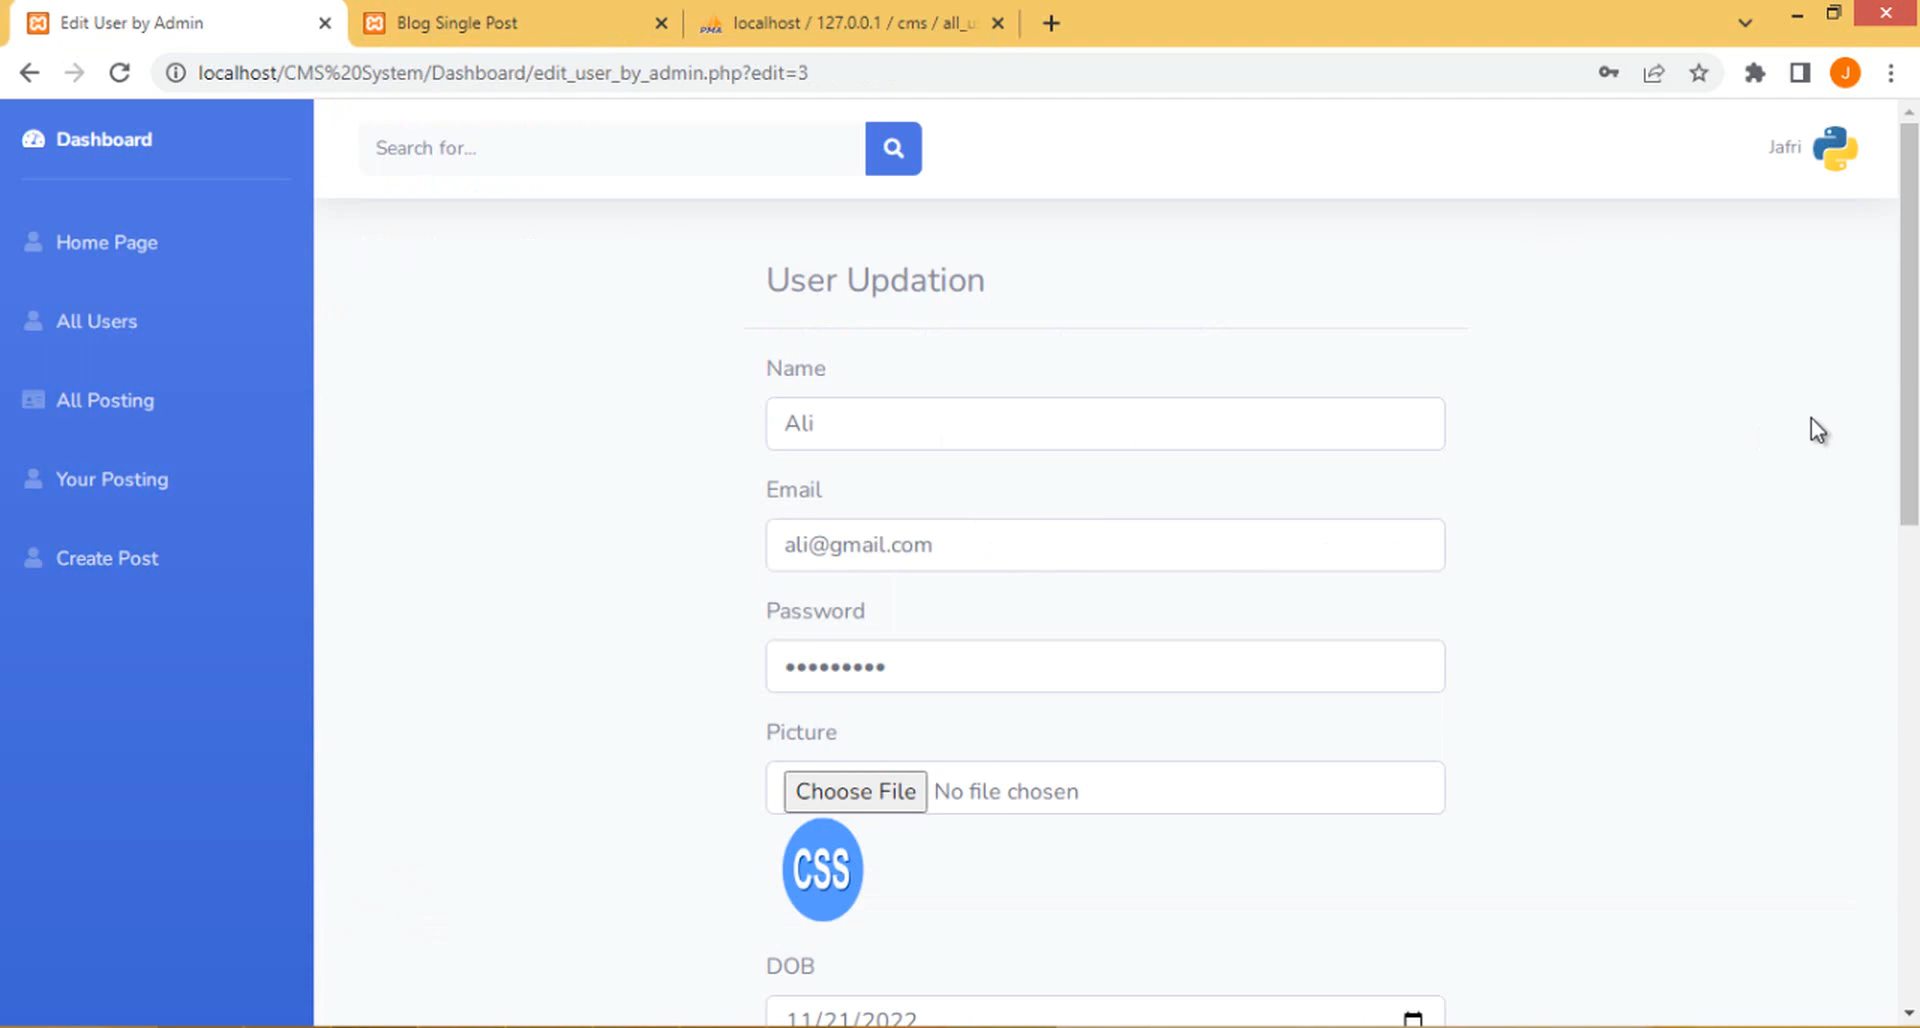 Edit User by Admin
Blog Single Post
PMA
localhost / 127.0.0.1 / cms / all_u
localhost/CMS%20System/Dashboard/edit_user_by_admin.php?edit=3
J
Dashboard
Search for...
Jafri
Home Page
All Users
All Posting
Your Posting
Create Post
User Updation
Name
Ali
Email
ali@gmail.com
Password
•••••••••
Picture
Choose File No file chosen
CSS
DOB
11/21/2022